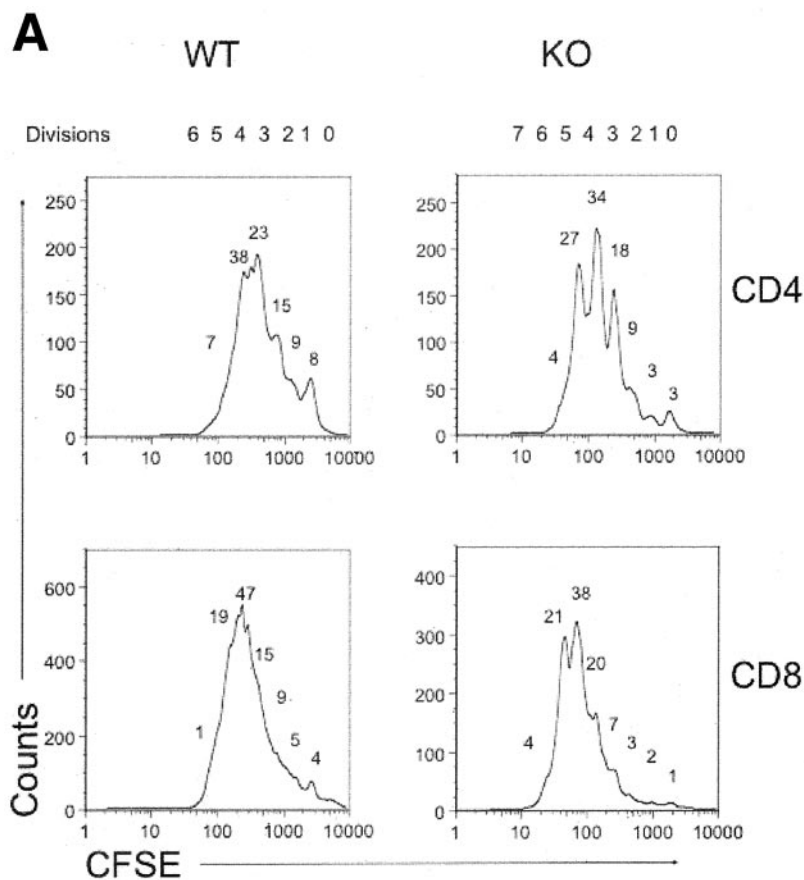 A
WT KO
Divisions 6 5 4 3 2 1 0 7 6 5 4 3 2 1 0
250 200 150 100 50 0
38 23 15 9 8 7
1 10 100 1000 10000
250 200 150 100 50 0
34 27 18 9 4 3 3
1 10 100 1000 10000
CD4
600 400 200 0
47 19 15 9 1 5 4
1 10 100 1000 10000
400 300 200 100 0
38 21 20 7 4 3 2 1
1 10 100 1000 10000
CD8
Counts
CFSE